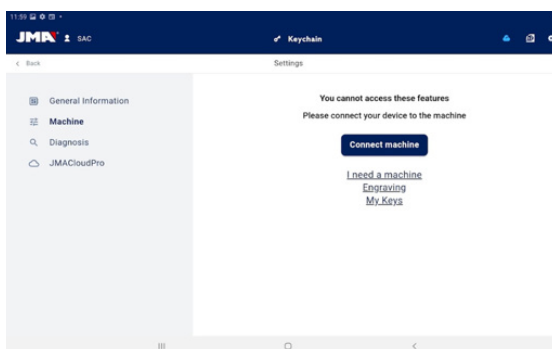 11:59
JMA SAC Keychain
< Back Settings
General Information
Machine
Diagnosis
JMACloudPro
You cannot access these features
Please connect your device to the machine
Connect machine
I need a machine
Engraving
My Keys